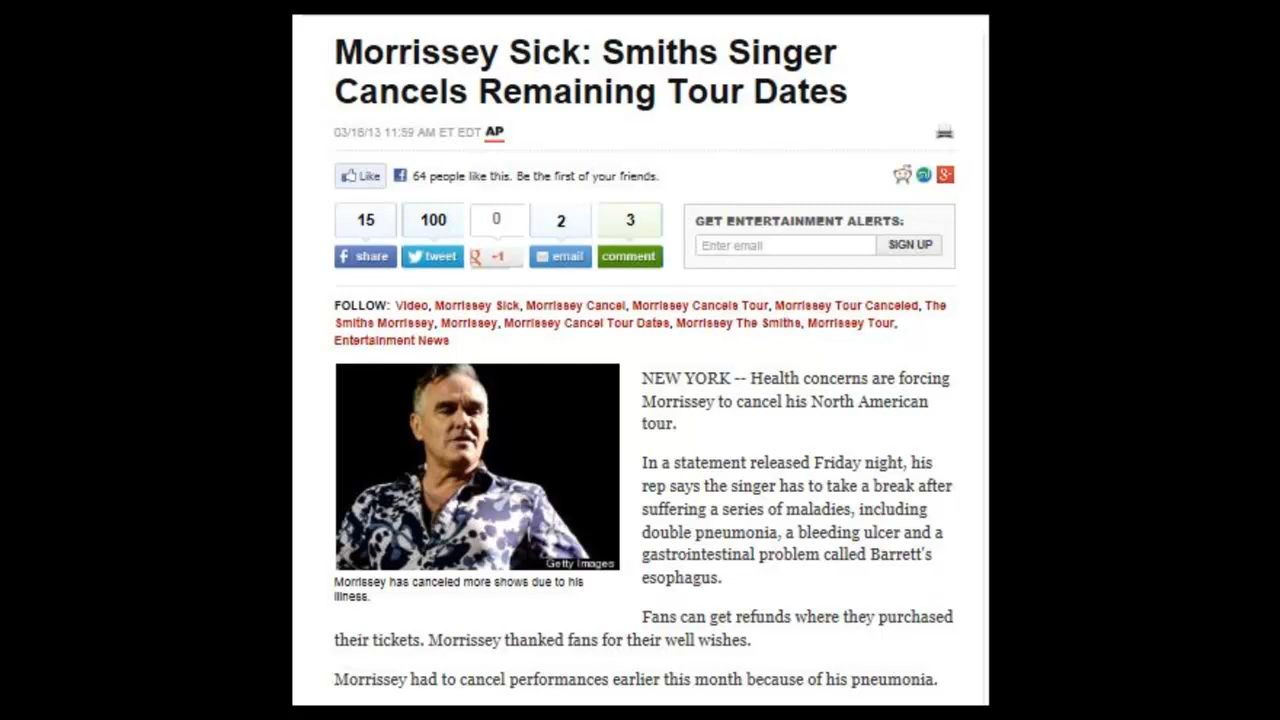 Morrissey Sick: Smiths Singer
Cancels Remaining Tour Dates
03/16/13 11:59 AM ET EDT AP
Like 64 people like this. Be the first of your friends.
15 100 0 2 3
share tweet +1 email comment
GET ENTERTAINMENT ALERTS:
Enter email SIGN UP
FOLLOW: Video, Morrissey Sick, Morrissey Cancel, Morrissey Cancels Tour, Morrissey Tour Canceled, The
Smiths Morrissey, Morrissey, Morrissey Cancel Tour Dates, Morrissey The Smiths, Morrissey Tour,
Entertainment News
Getty Images
Morrissey has canceled more shows due to his
illness.
NEW YORK -- Health concerns are forcing
Morrissey to cancel his North American
tour.
In a statement released Friday night, his
rep says the singer has to take a break after
suffering a series of maladies, including
double pneumonia, a bleeding ulcer and a
gastrointestinal problem called Barrett's
esophagus.
Fans can get refunds where they purchased
their tickets. Morrissey thanked fans for their well wishes.
Morrissey had to cancel performances earlier this month because of his pneumonia.